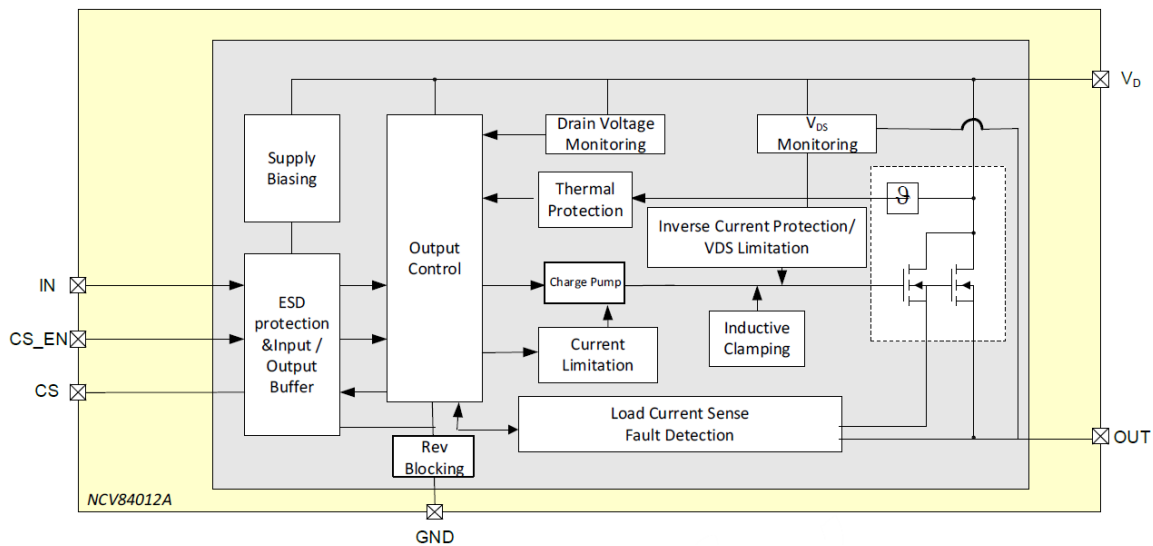 V_D
Drain Voltage
Monitoring
V_DS
Monitoring
Supply
Biasing
Thermal
Protection
ϑ
Inverse Current Protection/
VDS Limitation
Output
Control
IN
CS_EN
CS
ESD
protection
&Input /
Output
Buffer
Charge Pump
Current
Limitation
Inductive
Clamping
Load Current Sense
Fault Detection
OUT
Rev
Blocking
NCV84012A
GND